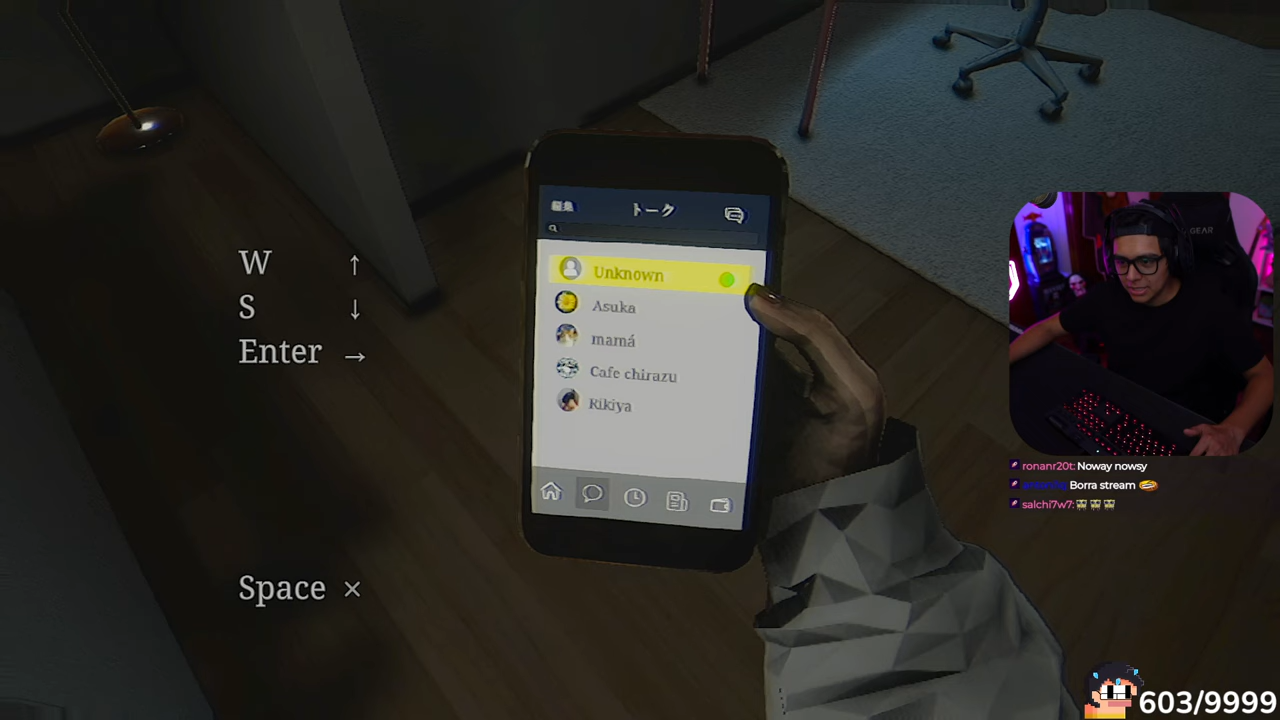 W ↑
S ↓
Enter →
Space ×
編集 トーク
Unknown
Asuka
mamá
Cafe chirazu
Rikiya
GEAR
ronanr20t: Noway nowsy
Borra stream
salchi7w7:
603/9999